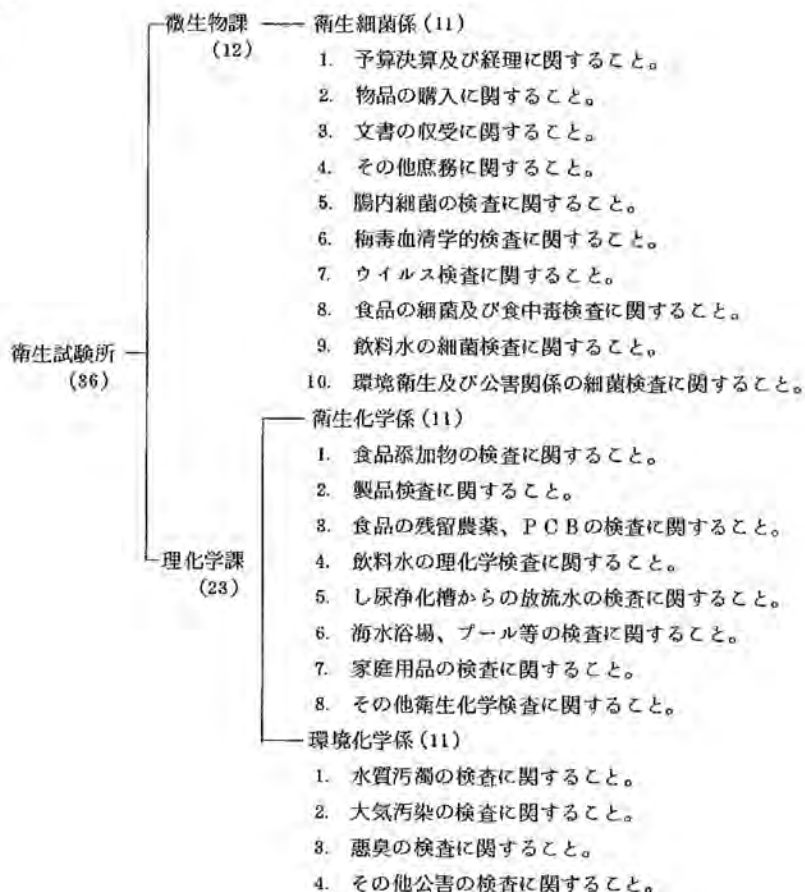 微生物課 衛生細菌係(11)
(12)
1. 予算決算及び経理に関すること。
2. 物品の購入に関すること。
3. 文書の収受に関すること。
4. その他庶務に関すること。
5. 腸内細菌の検査に関すること。
6. 梅毒血清学的検査に関すること。
7. ウイルス検査に関すること。
8. 食品の細菌及び食中毒検査に関すること。
9. 飲料水の細菌検査に関すること。
衛生試験所
(36)
10. 環境衛生及び公害関係の細菌検査に関すること。
衛生化学係(11)
1. 食品添加物の検査に関すること。
2. 製品検査に関すること。
3. 食品の残留農薬、PCBの検査に関すること。
理化学課
(23)
4. 飲料水の理化学検査に関すること。
5. し尿浄化槽からの放流水の検査に関すること。
6. 海水浴場、プール等の検査に関すること。
7. 家庭用品の検査に関すること。
8. その他衛生化学検査に関すること。
環境化学係(11)
1. 水質汚濁の検査に関すること。
2. 大気汚染の検査に関すること。
3. 悪臭の検査に関すること。
4. その他公害の検査に関すること。